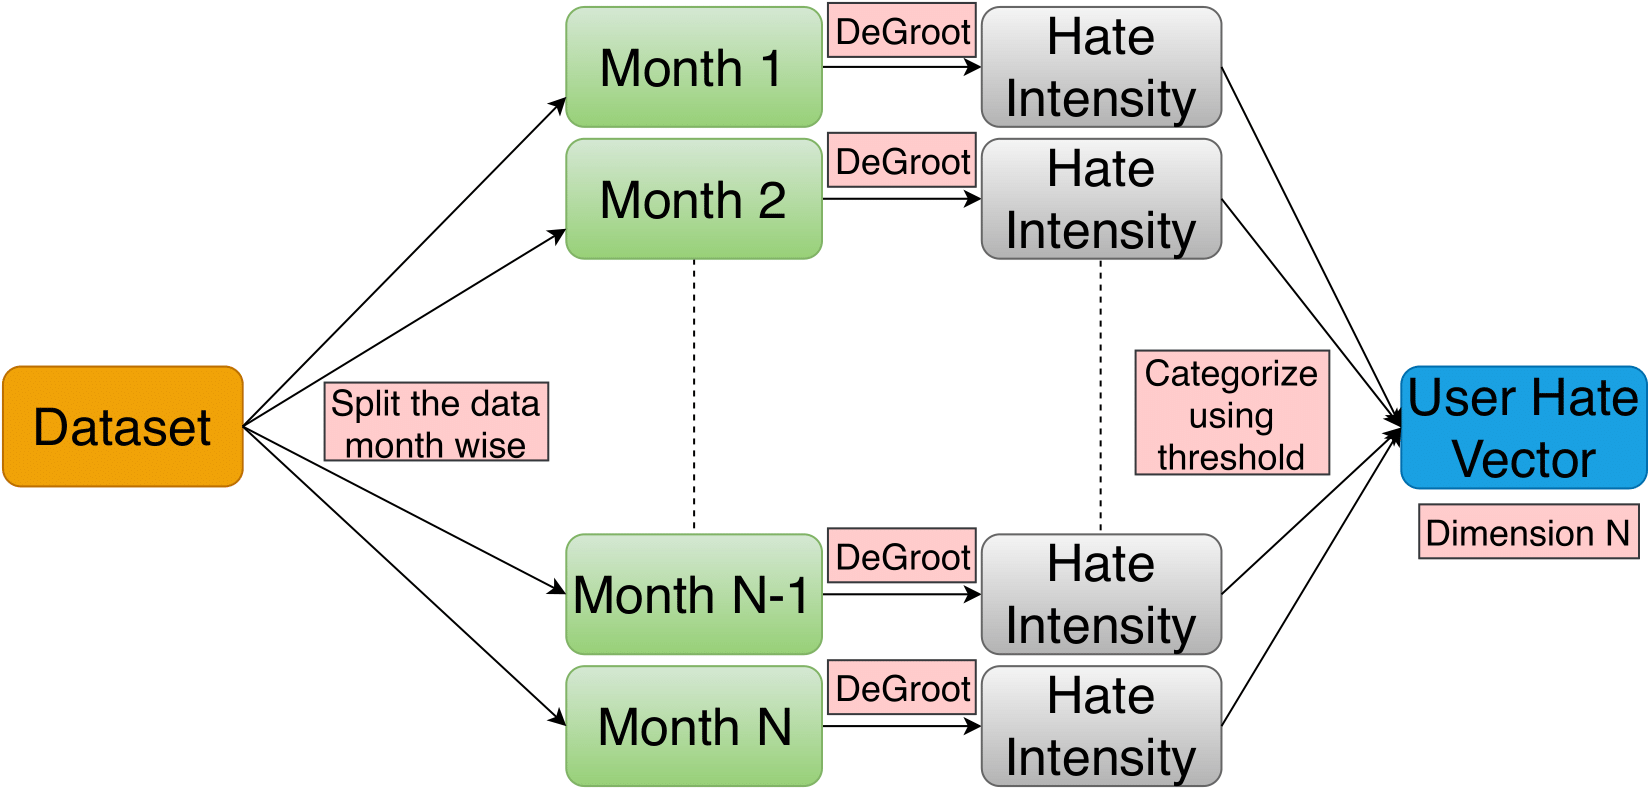 Month 1
DeGroot
Hate
Intensity
Month 2
DeGroot
Hate
Intensity
Dataset
Split the data
month wise
Categorize
using
threshold
User Hate
Vector
Dimension N
Month N-1
DeGroot
Hate
Intensity
Month N
DeGroot
Hate
Intensity